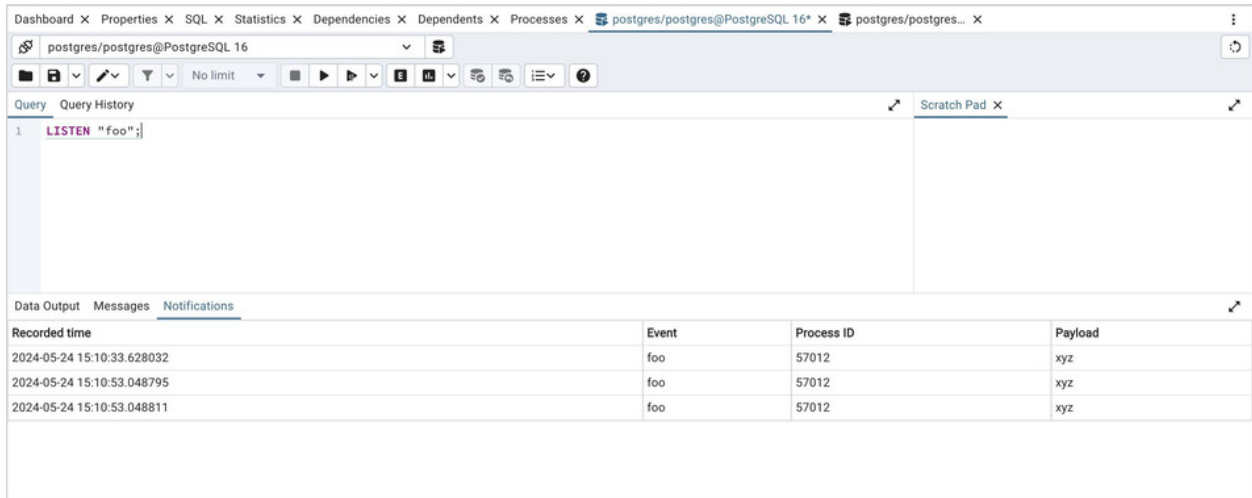 Dashboard X Properties X SQL X Statistics X Dependencies X Dependents X Processes X postgres/postgres@PostgreSQL 16* X postgres/postgres... X
postgres/postgres@PostgreSQL 16
No limit
Query Query History Scratch Pad X
1 LISTEN "foo";
Data Output Messages Notifications
Recorded time Event Process ID Payload
2024-05-24 15:10:33.628032 foo 57012 xyz
2024-05-24 15:10:53.048795 foo 57012 xyz
2024-05-24 15:10:53.048811 foo 57012 xyz